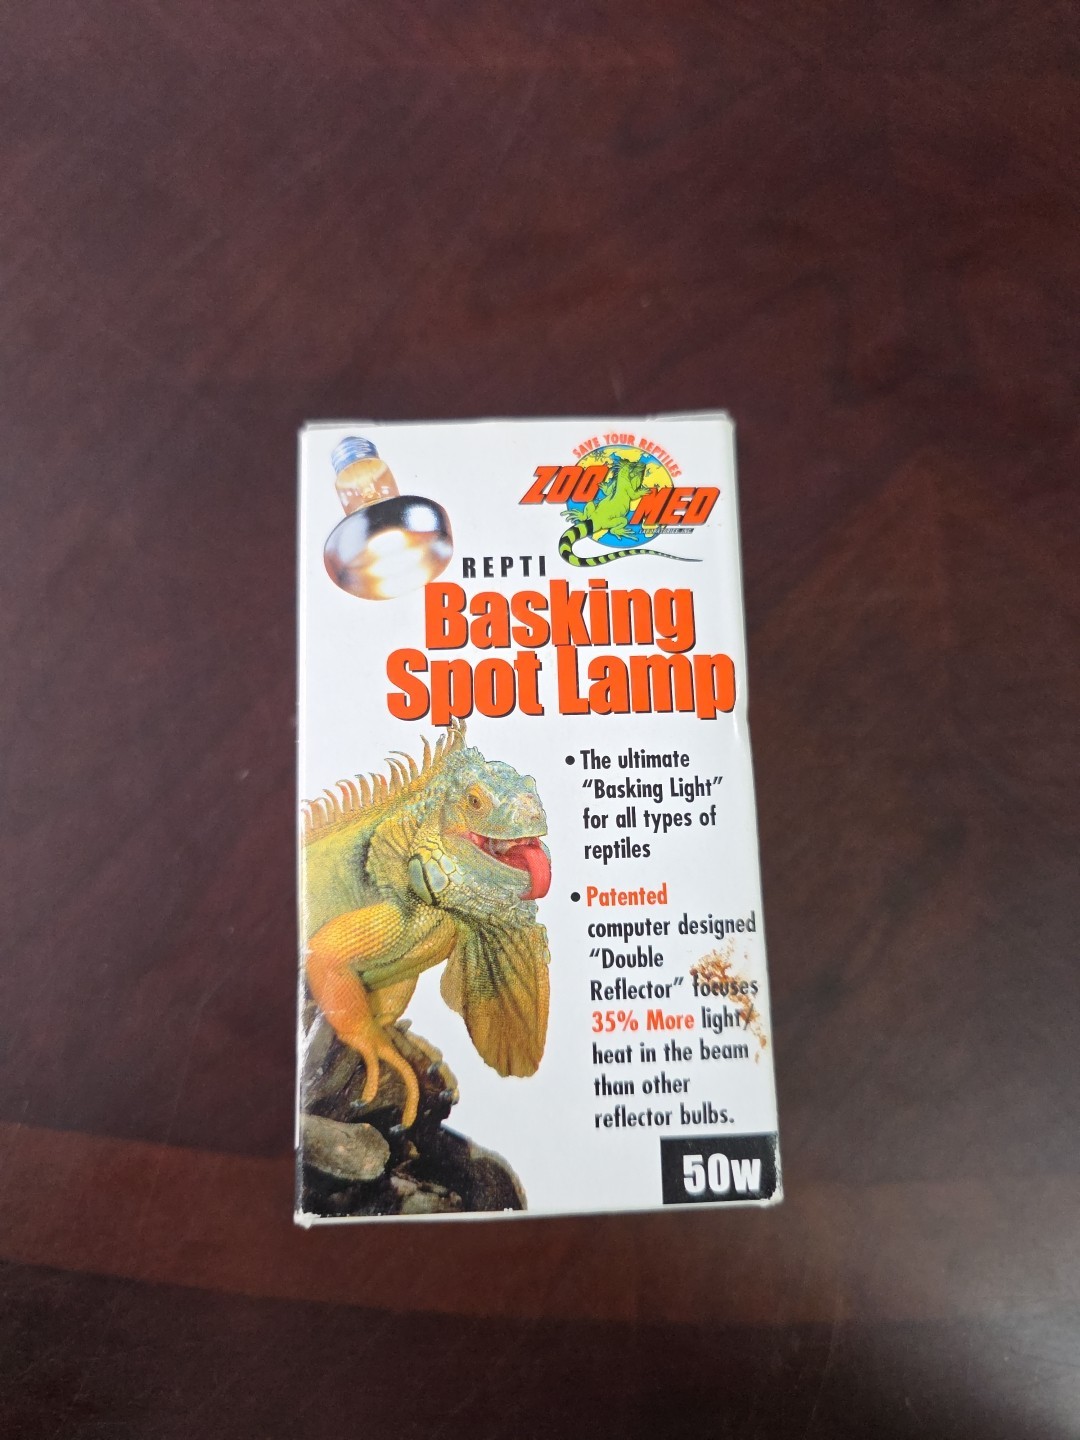 SAVE YOUR REPTILES
ZOO MED
REPTI
Basking
Spot Lamp
• The ultimate
“Basking Light”
for all types of
reptiles
• Patented
computer designed
“Double
Reflector” focuses
35% More light/
heat in the beam
than other
reflector bulbs.
50w